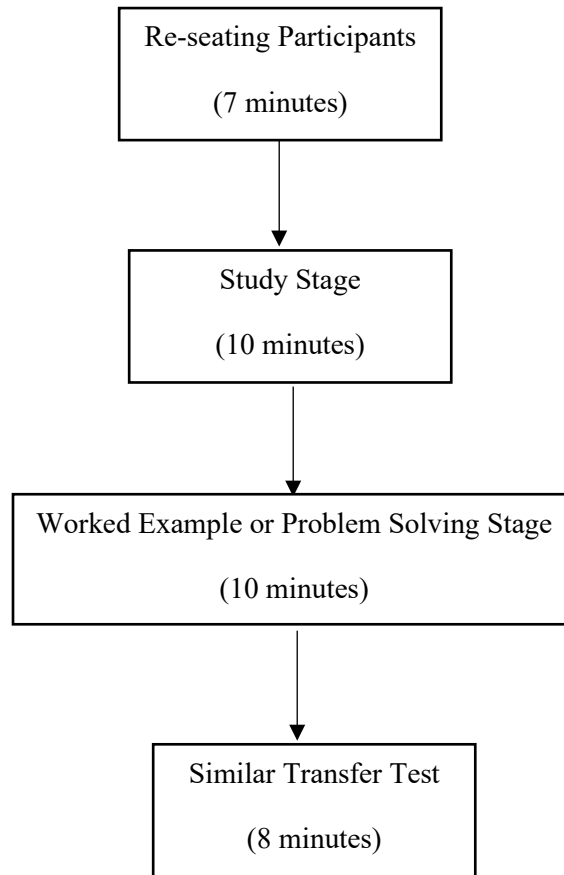 Re-seating Participants
(7 minutes)
Study Stage
(10 minutes)
Worked Example or Problem Solving Stage
(10 minutes)
Similar Transfer Test
(8 minutes)